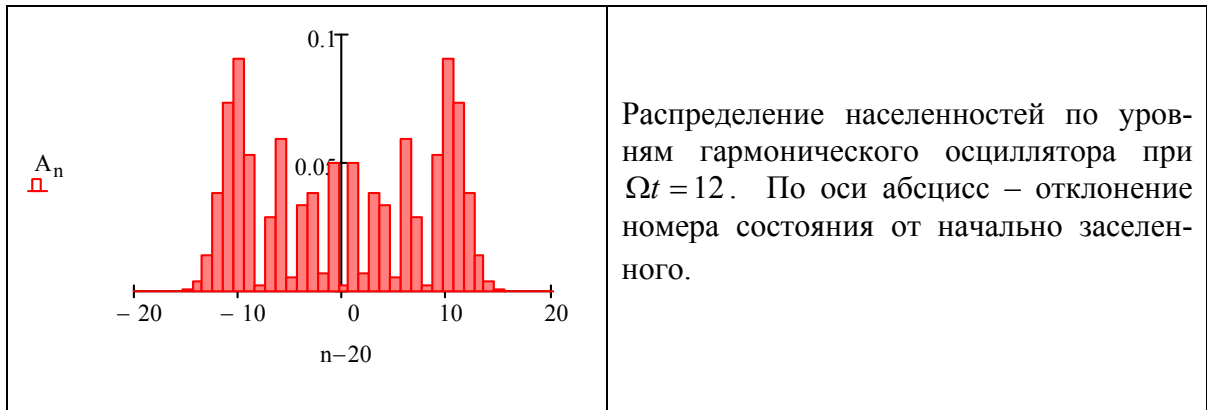 0.1
0.05
A n
− 20
− 10
0
10
20
n−20
Распределение населенностей по уров-
ням гармонического осциллятора при
Ωt = 12. По оси абсцисс – отклонение
номера состояния от начально заселен-
ного.